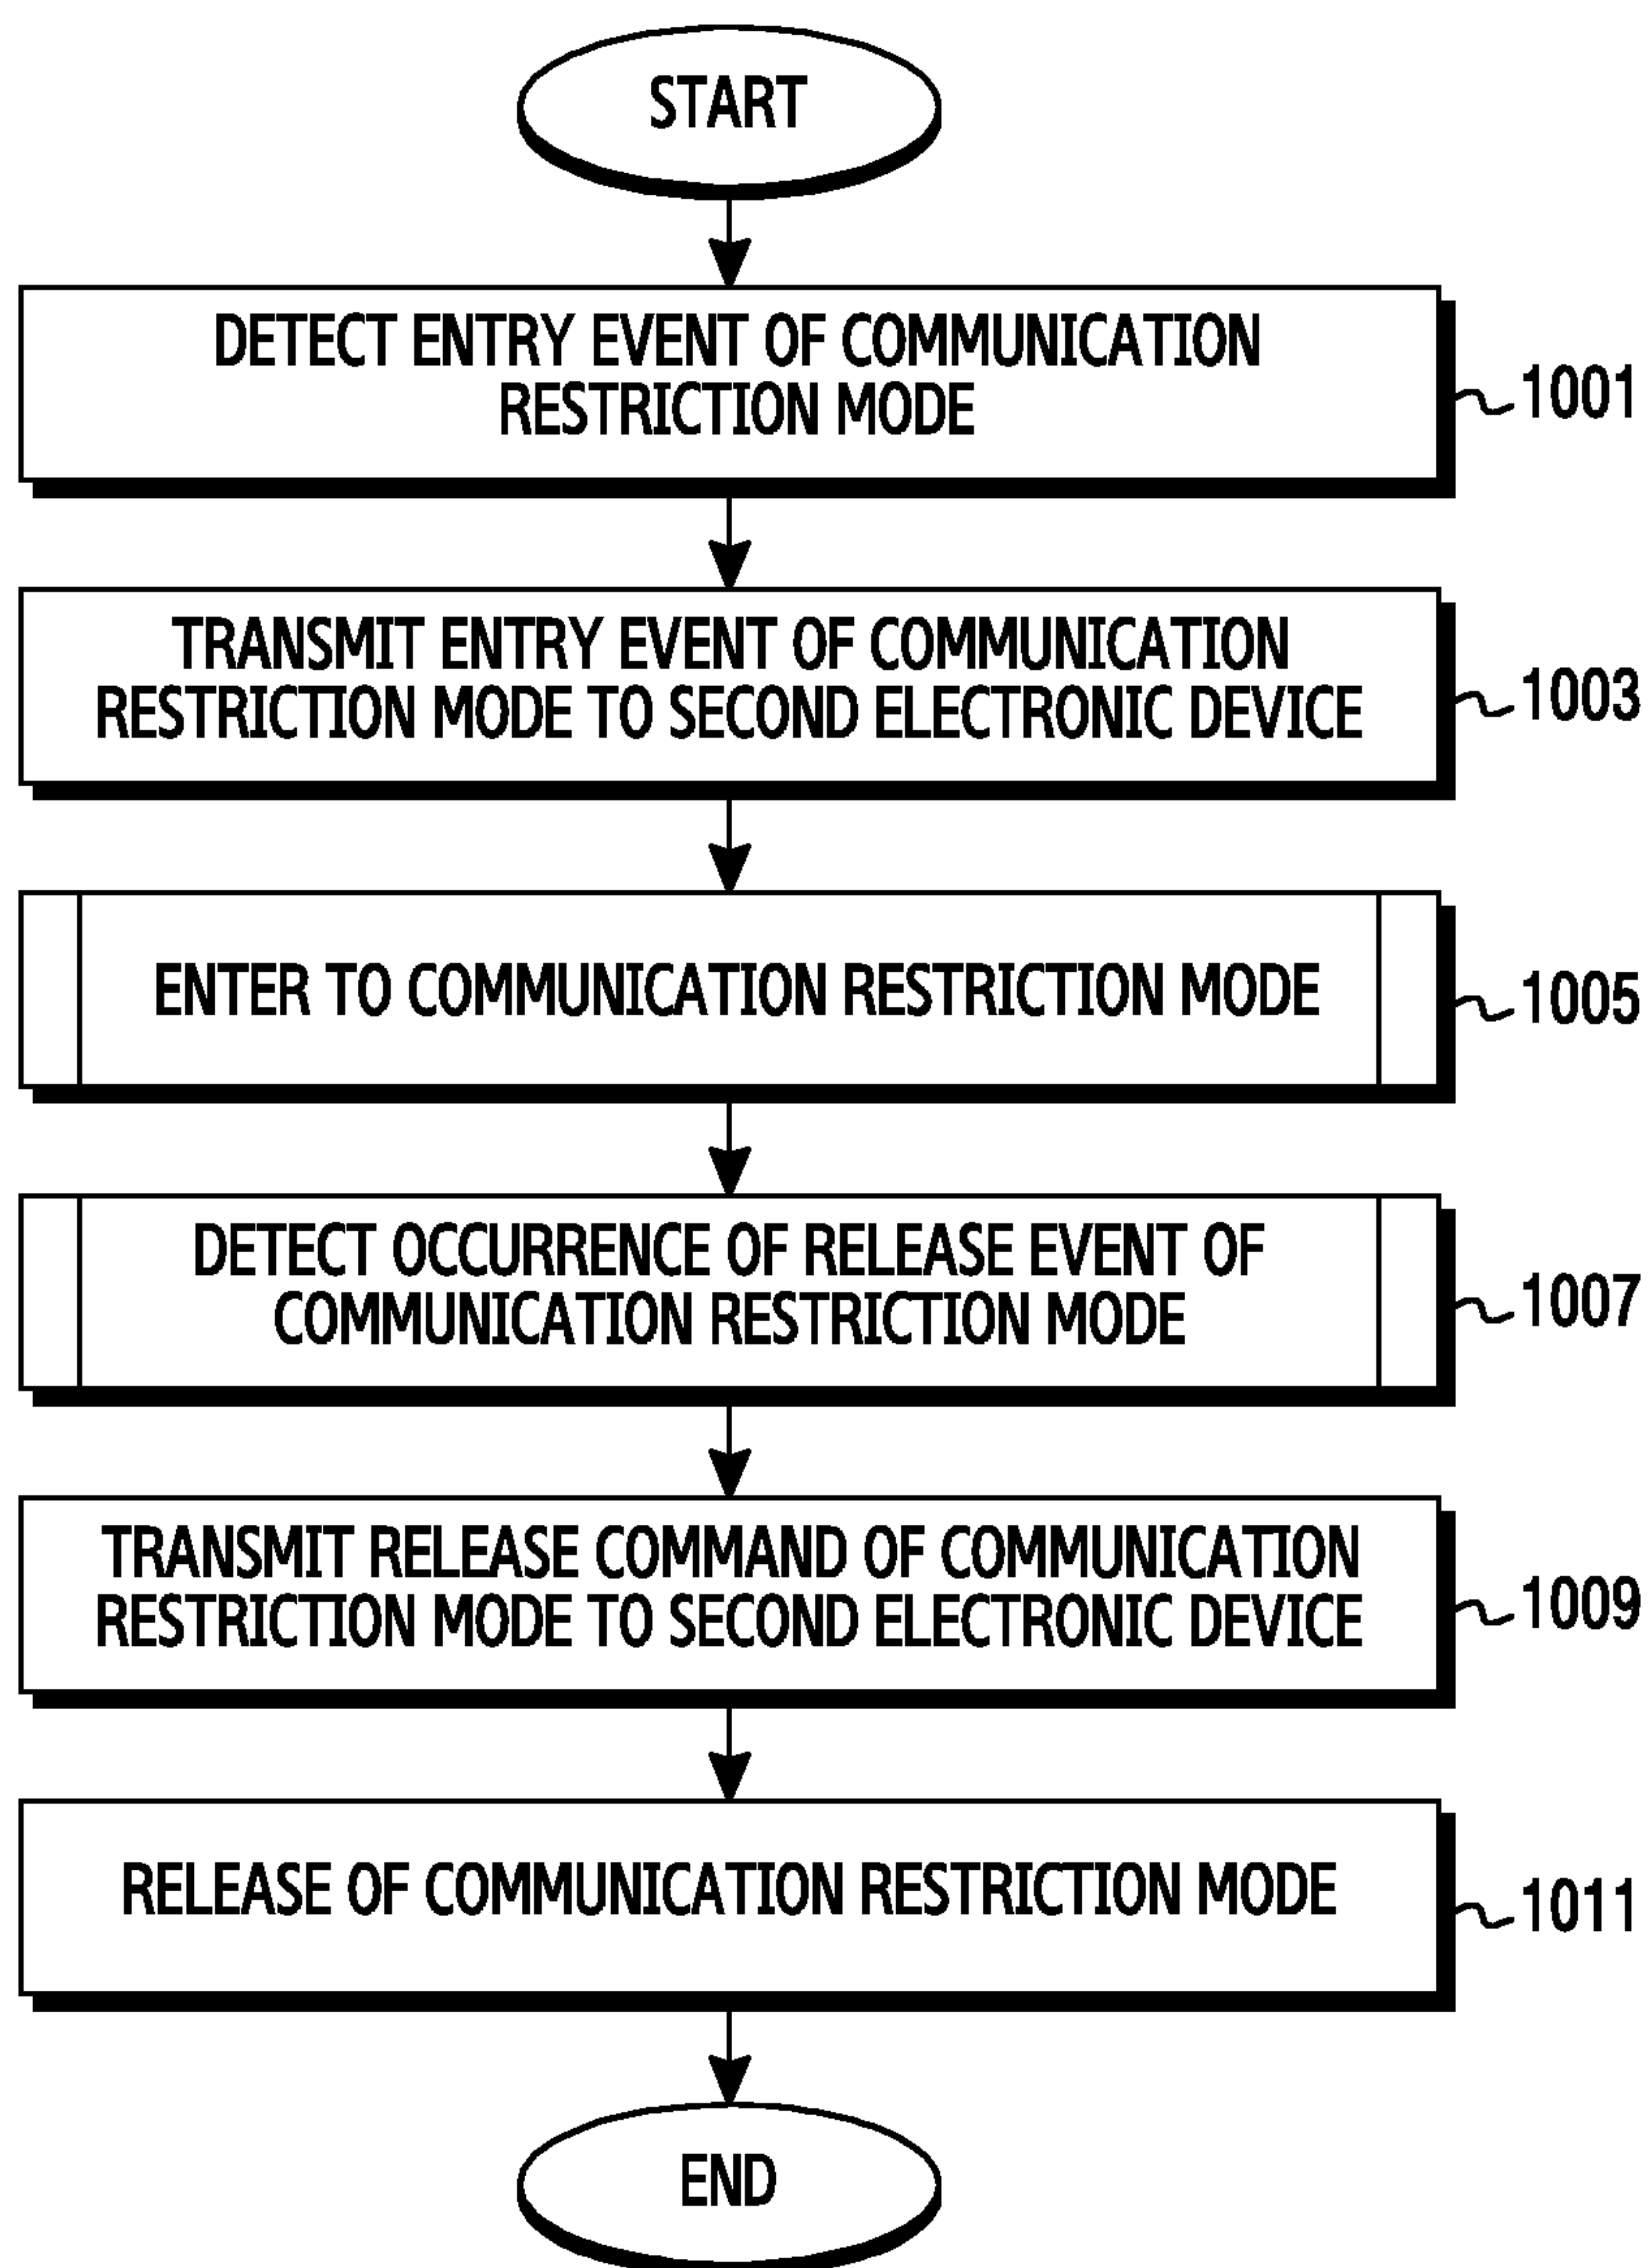 START
DETECT ENTRY EVENT OF COMMUNICATION
RESTRICTION MODE
1001
TRANSMIT ENTRY EVENT OF COMMUNICATION
RESTRICTION MODE TO SECOND ELECTRONIC DEVICE
1003
ENTER TO COMMUNICATION RESTRICTION MODE
1005
DETECT OCCURRENCE OF RELEASE EVENT OF
COMMUNICATION RESTRICTION MODE
1007
TRANSMIT RELEASE COMMAND OF COMMUNICATION
RESTRICTION MODE TO SECOND ELECTRONIC DEVICE
1009
RELEASE OF COMMUNICATION RESTRICTION MODE
1011
END